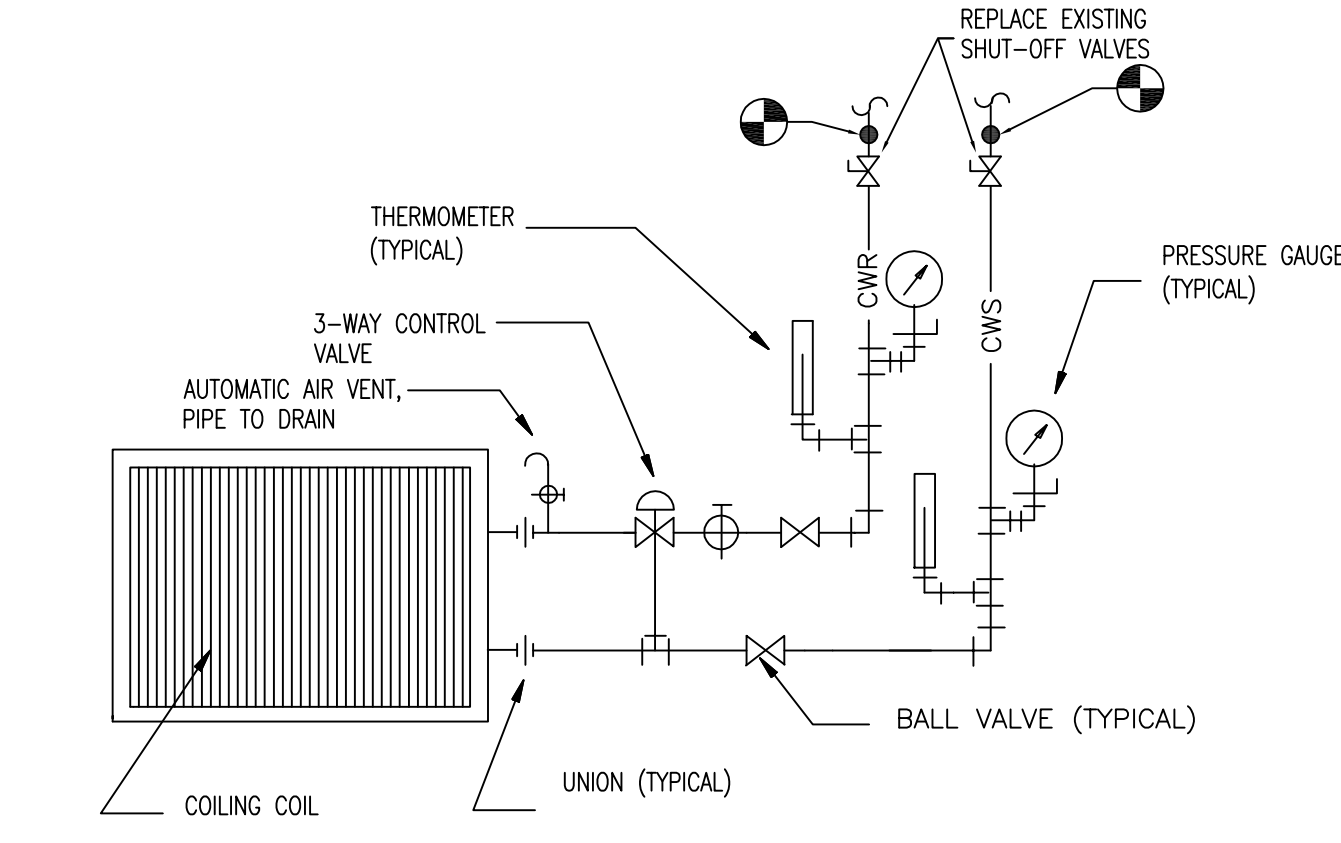 REPLACE EXISTING
SHUT-OFF VALVES
THERMOMETER
(TYPICAL)
CWR
PRESSURE GAUGE
(TYPICAL)
CWS
3-WAY CONTROL
VALVE
AUTOMATIC AIR VENT,
PIPE TO DRAIN
BALL VALVE (TYPICAL)
UNION (TYPICAL)
COILING COIL